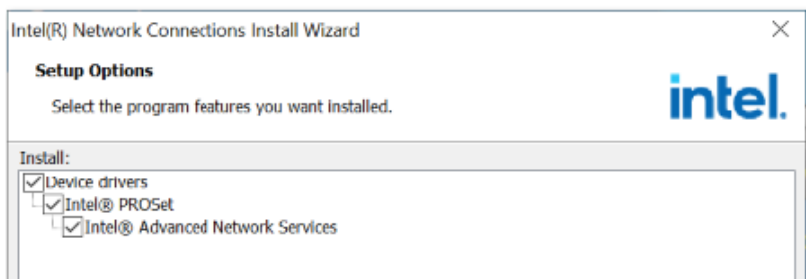 Intel(R) Network Connections Install Wizard
Setup Options
Select the program features you want installed.
intel.
Install:
Device drivers
Intel® PROSet
Intel® Advanced Network Services